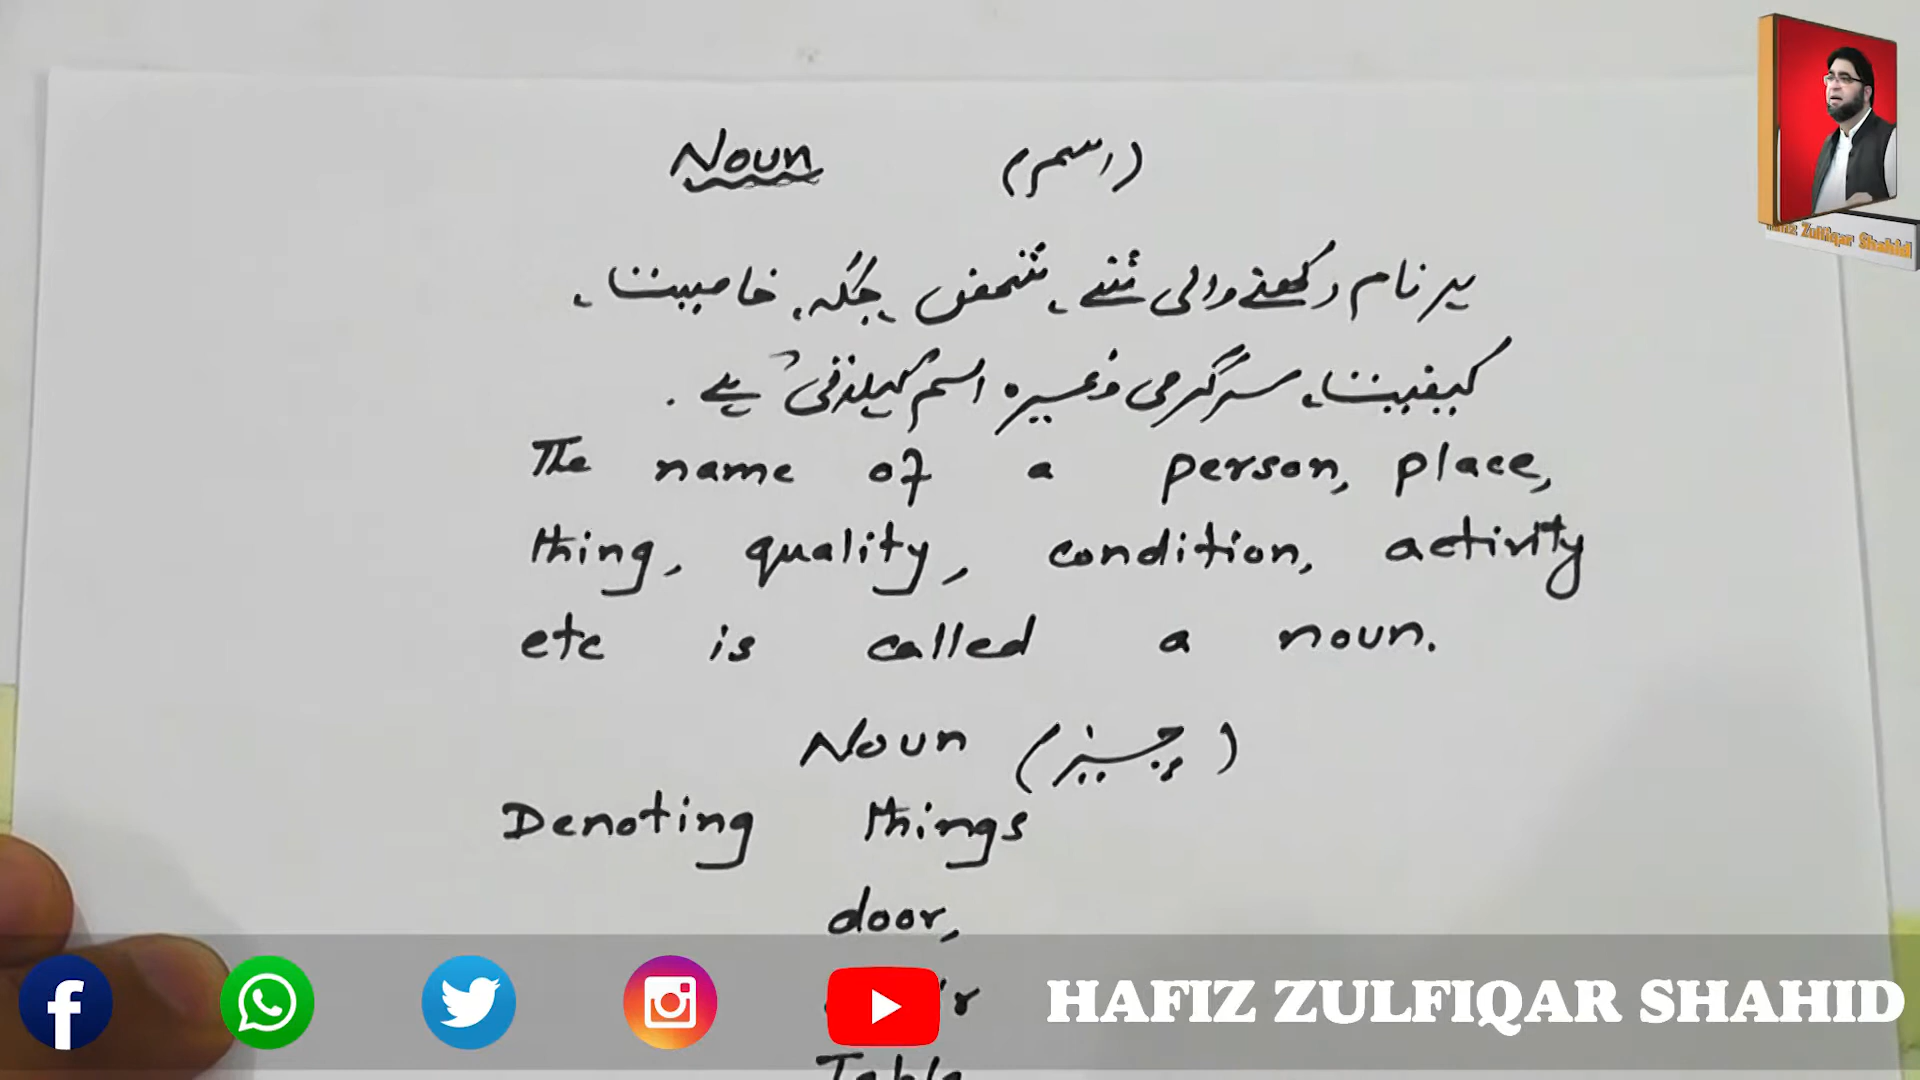 Noun (اسم)
ہر نام رکھنے والی شے، شخص، جگہ، خاصیت،
کیفیت، سرگرمی وغیرہ اسم کہلاتی ہے۔
The name of a person, place,
thing, quality, condition, activity
etc is called a noun.
Noun (چیز)
Denoting things
door,
Table
HAFIZ ZULFIQAR SHAHID
Hafiz Zulfiqar Shahid